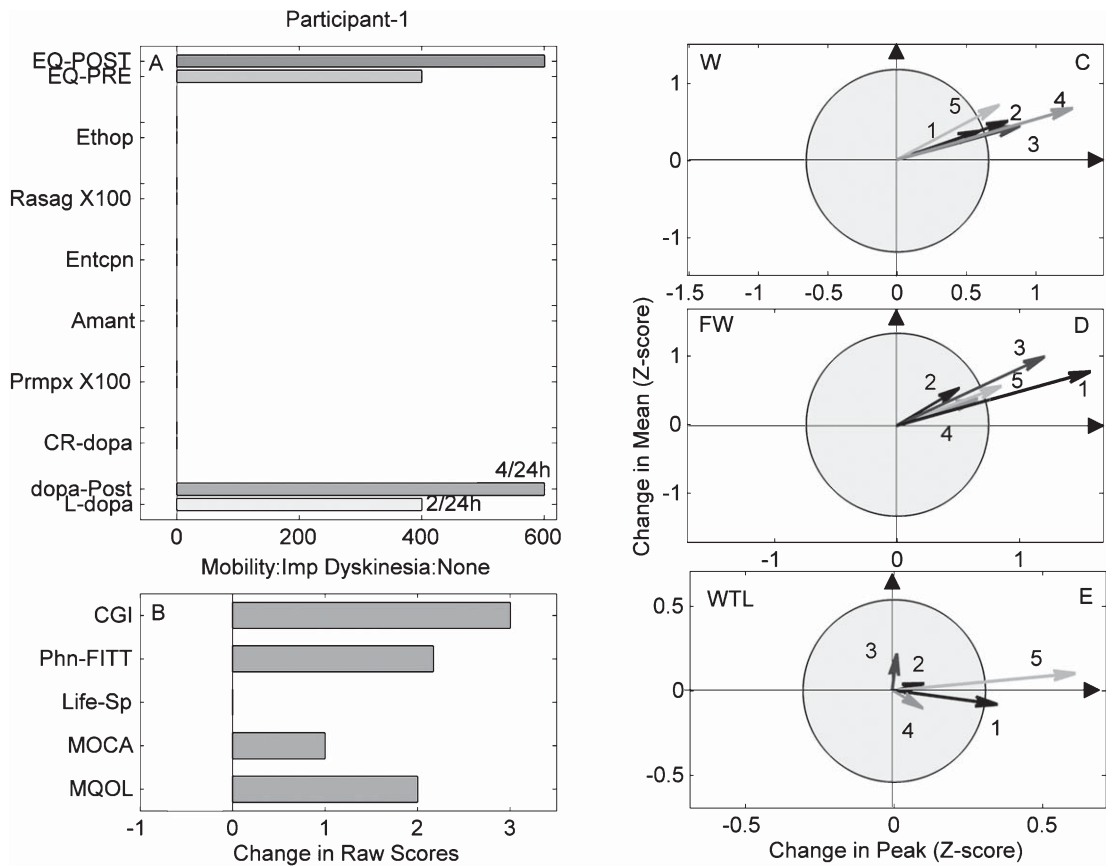 Participant-1
A
EQ-POST
EQ-PRE
Ethop
Rasag X100
Entcpn
Amant
Prmpx X100
CR-dopa
dopa-Post
L-dopa
4/24h
2/24h
0 200 400 600
Mobility:Imp Dyskinesia:None
B
CGI
Phn-FITT
Life-Sp
MOCA
MQOL
-1 0 1 2 3
Change in Raw Scores
W C
1
0
-1
5
4
2
1
3
-1.5 -1 0 0.5 1
FW D
1
0
-1
3
2
5
1
4
-1 0 1
Change in Mean (Z-score)
WTL E
0.5
0
-0.5
3
2
5
4
1
-0.5 0 0.5
Change in Peak (Z-score)